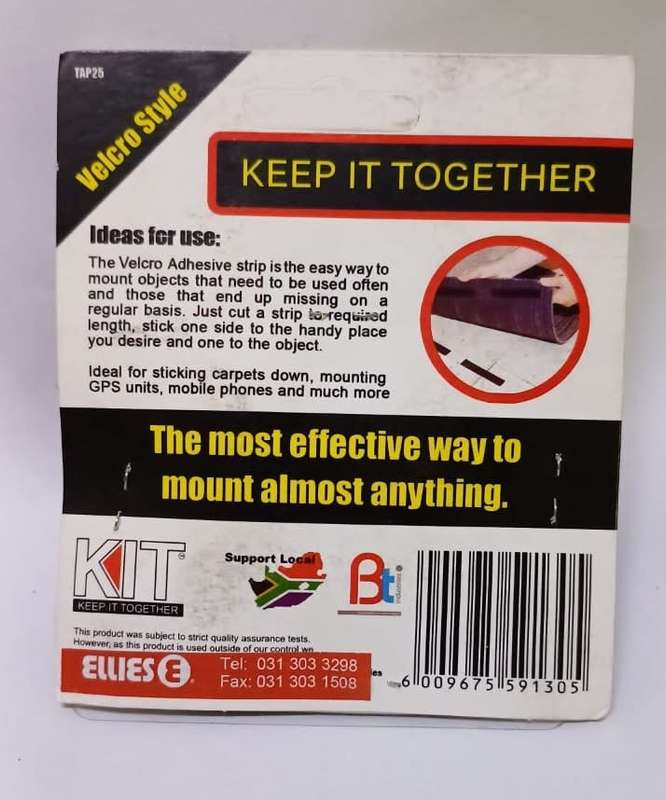 TAP25
Velcro Style
KEEP IT TOGETHER
Ideas for use:
The Velcro Adhesive strip is the easy way to
mount objects that need to be used often
and those that end up missing on a
regular basis. Just cut a strip to required
length, stick one side to the handy place
you desire and one to the object.
Ideal for sticking carpets down, mounting
GPS units, mobile phones and much more
The most effective way to
mount almost anything.
KIT™
KEEP IT TOGETHER
Support Local
Bt
industries
This product was subject to strict quality assurance tests.
However, as this product is used outside of our control we
ELLIES E
Tel: 031 303 3298
Fax: 031 303 1508
6 009675 591305